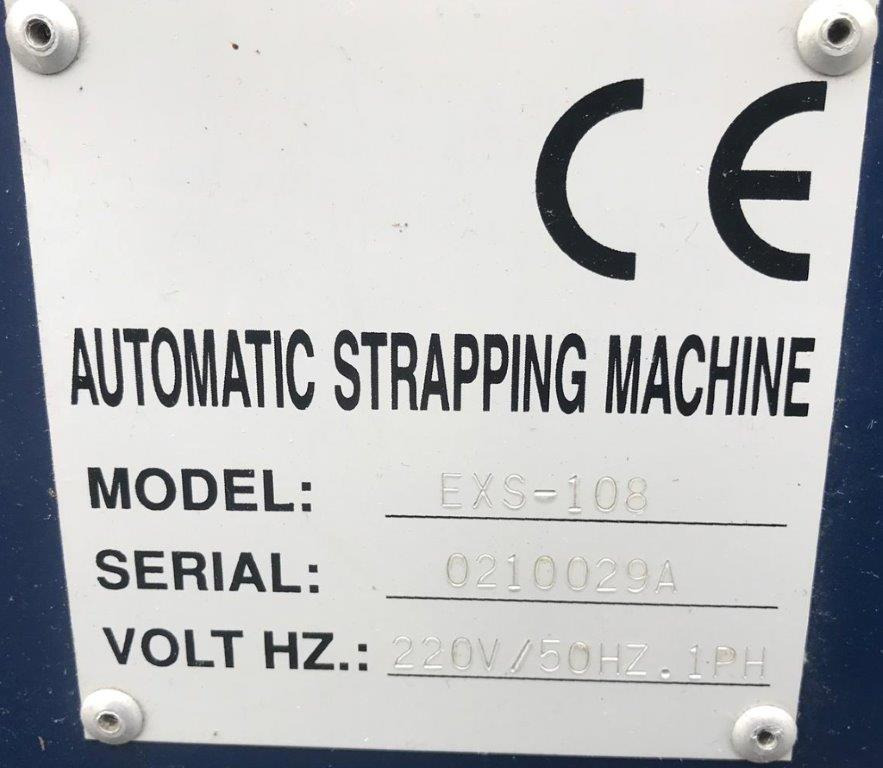 CE
AUTOMATIC STRAPPING MACHINE
MODEL: EXS-108
SERIAL: 0210029A
VOLT HZ.: 220V/50HZ.1PH